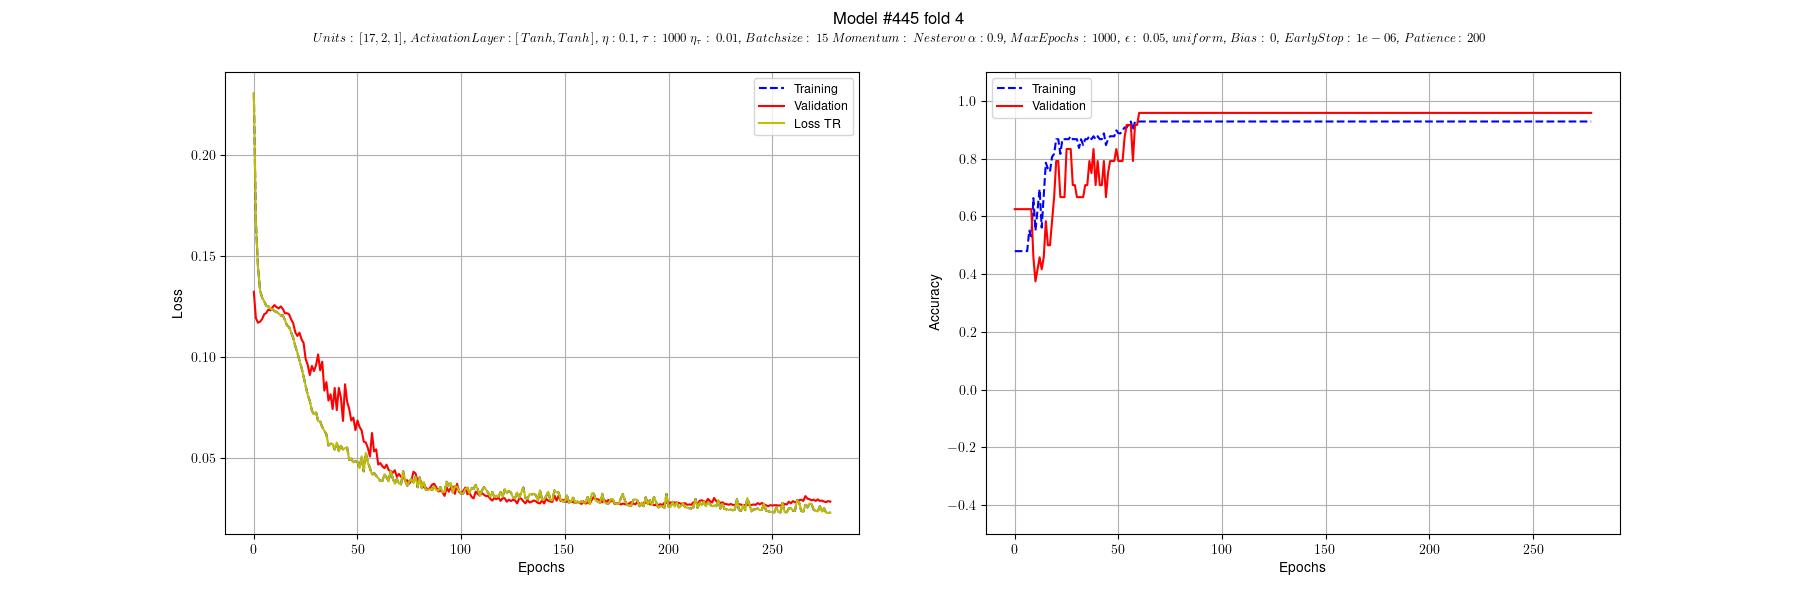 Model #445 fold 4
Units : [17, 2, 1], ActivationLayer : [Tanh, Tanh], η : 0.1, τ : 1000 ητ : 0.01, Batchsize : 15 Momentum : Nesterov α : 0.9, MaxEpochs : 1000, ϵ : 0.05, uniform, Bias : 0, EarlyStop : 1e − 06, Patience : 200
Training
Validation
Loss TR
0.20
0.15
0.10
0.05
Loss
0 50 100 150 200 250
Epochs
Training
Validation
1.0
0.8
0.6
0.4
0.2
0.0
−0.2
−0.4
Accuracy
0 50 100 150 200 250
Epochs